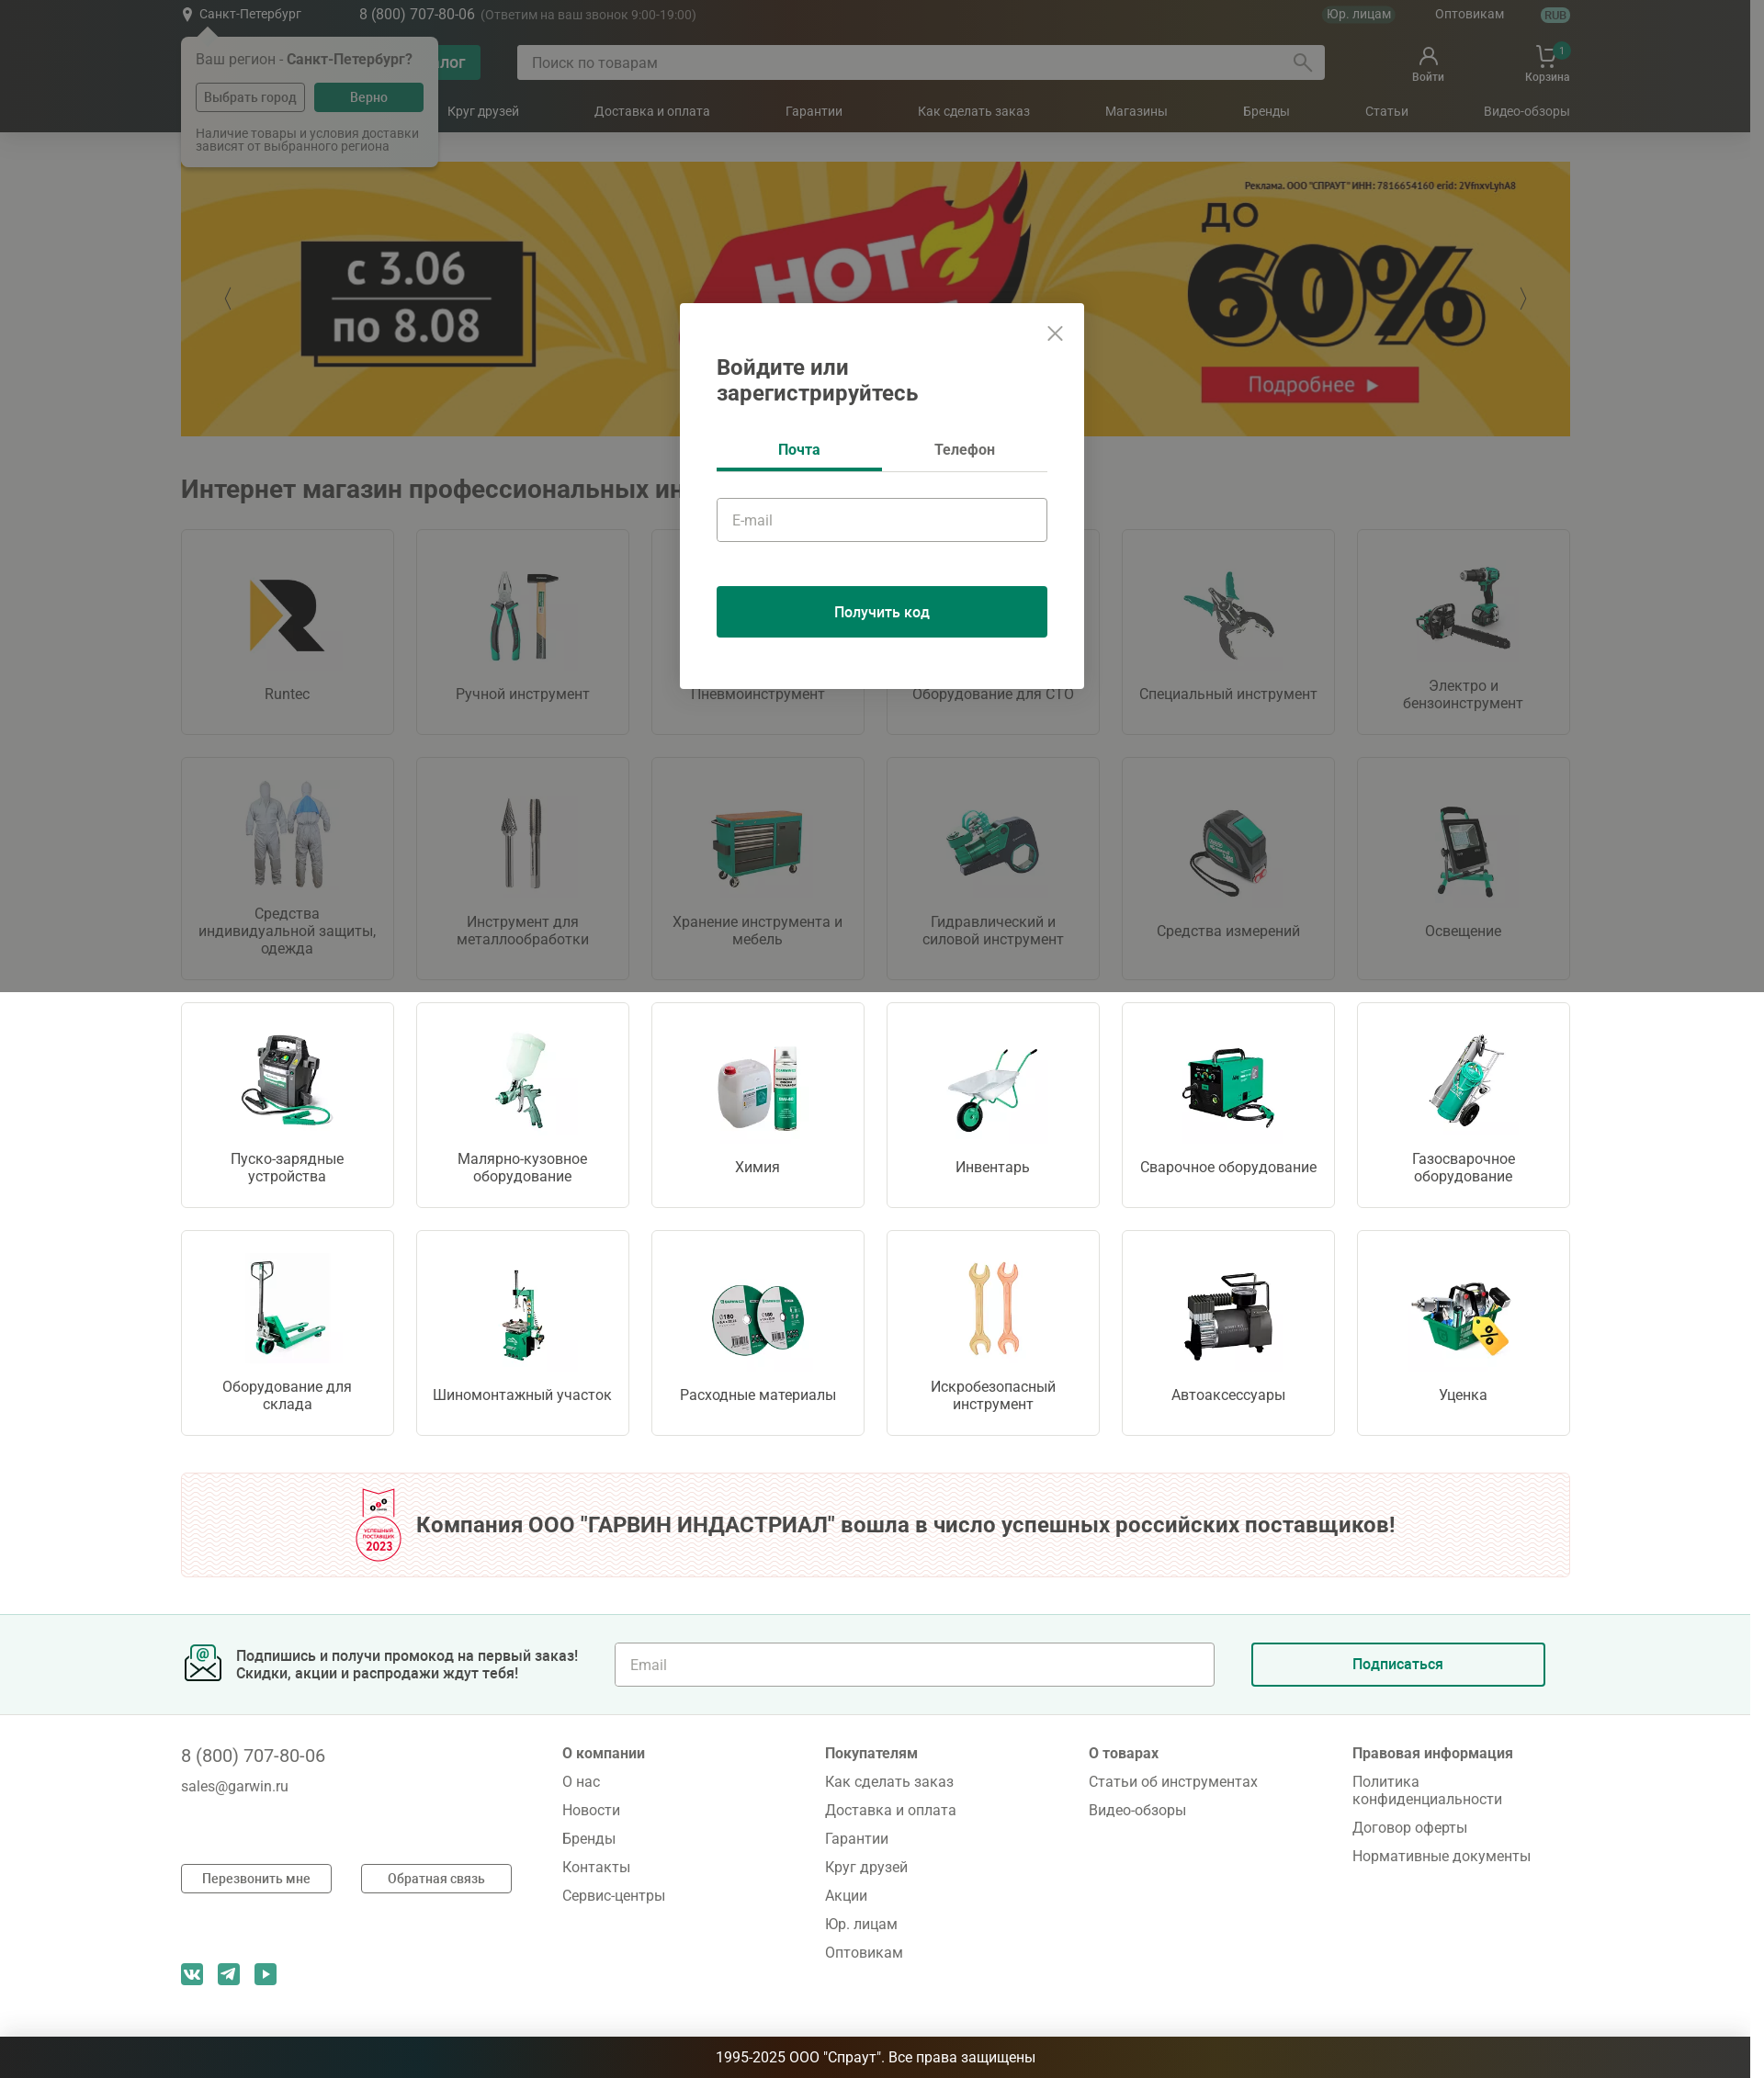 Санкт-Петербург
8 (800) 707-80-06 (Ответим на ваш звонок 9:00-19:00)
Юр. лицам
Оптовикам
RUB
Ваш регион - Санкт-Петербург?
Выбрать город
Верно
Наличие товары и условия доставки
зависят от выбранного региона
Поиск по товарам
Войти
1
Корзина
Круг друзей
Доставка и оплата
Гарантии
Как сделать заказ
Магазины
Бренды
Статьи
Видео-обзоры
Реклама. ООО "СПРАУТ" ИНН: 7816654160 erid: 2VfnxvLyhA8
с 3.06
по 8.08
HOT
ДО
60%
Подробнее
Войдите или
зарегистрируйтесь
Почта
Телефон
E-mail
Получить код
Интернет магазин профессиональных
Runtec
Ручной инструмент
Пневмоинструмент
Оборудование для СТО
Специальный инструмент
Электро и
бензоинструмент
Средства
индивидуальной защиты,
одежда
Инструмент для
металлообработки
Хранение инструмента и
мебель
Гидравлический и
силовой инструмент
Средства измерений
Освещение
Пуско-зарядные
устройства
Малярно-кузовное
оборудование
Химия
Инвентарь
Сварочное оборудование
Газосварочное
оборудование
Оборудование для
склада
Шиномонтажный участок
Расходные материалы
Искробезопасный
инструмент
Автоаксессуары
Уценка
УСПЕШНЫЙ
ПОСТАВЩИК
2023
Компания ООО "ГАРВИН ИНДАСТРИАЛ" вошла в число успешных российских поставщиков!
Подпишись и получи промокод на первый заказ!
Скидки, акции и распродажи ждут тебя!
Email
Подписаться
8 (800) 707-80-06
sales@garwin.ru
Перезвонить мне
Обратная связь
О компании
О нас
Новости
Бренды
Контакты
Сервис-центры
Покупателям
Как сделать заказ
Доставка и оплата
Гарантии
Круг друзей
Акции
Юр. лицам
Оптовикам
О товарах
Статьи об инструментах
Видео-обзоры
Правовая информация
Политика
конфиденциальности
Договор оферты
Нормативные документы
1995-2025 ООО "Спраут". Все права защищены